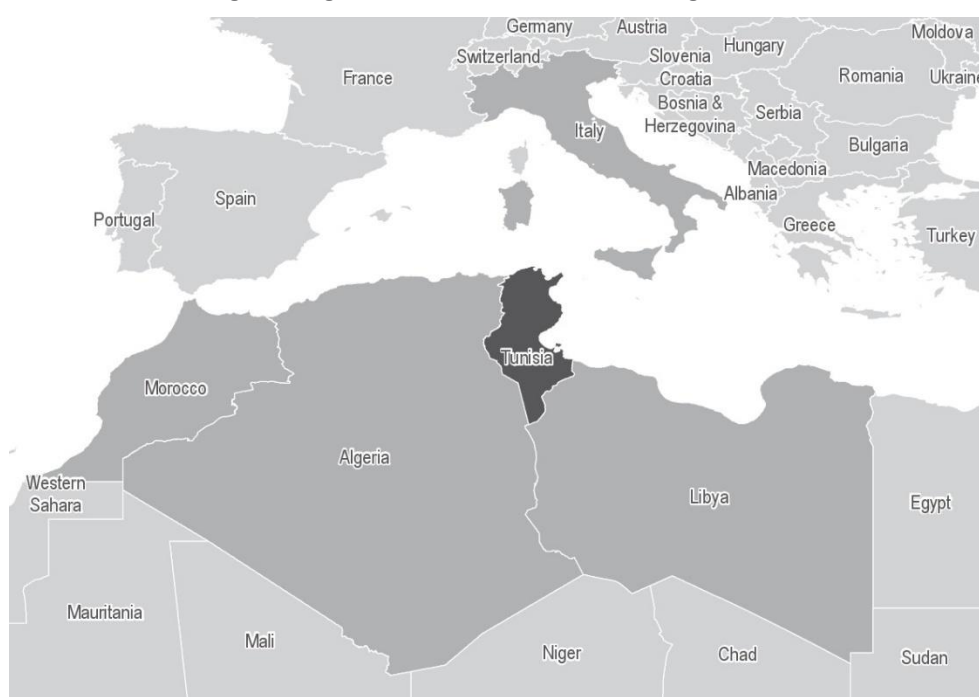 Germany
Austria
Moldova
Switzerland
Slovenia
Hungary
France
Croatia
Romania
Ukraine
Bosnia &
Herzegovina
Serbia
Italy
Bulgaria
Macedonia
Albania
Spain
Portugal
Greece
Turkey
Tunisia
Morocco
Algeria
Western
Sahara
Libya
Egypt
Mauritania
Mali
Niger
Chad
Sudan